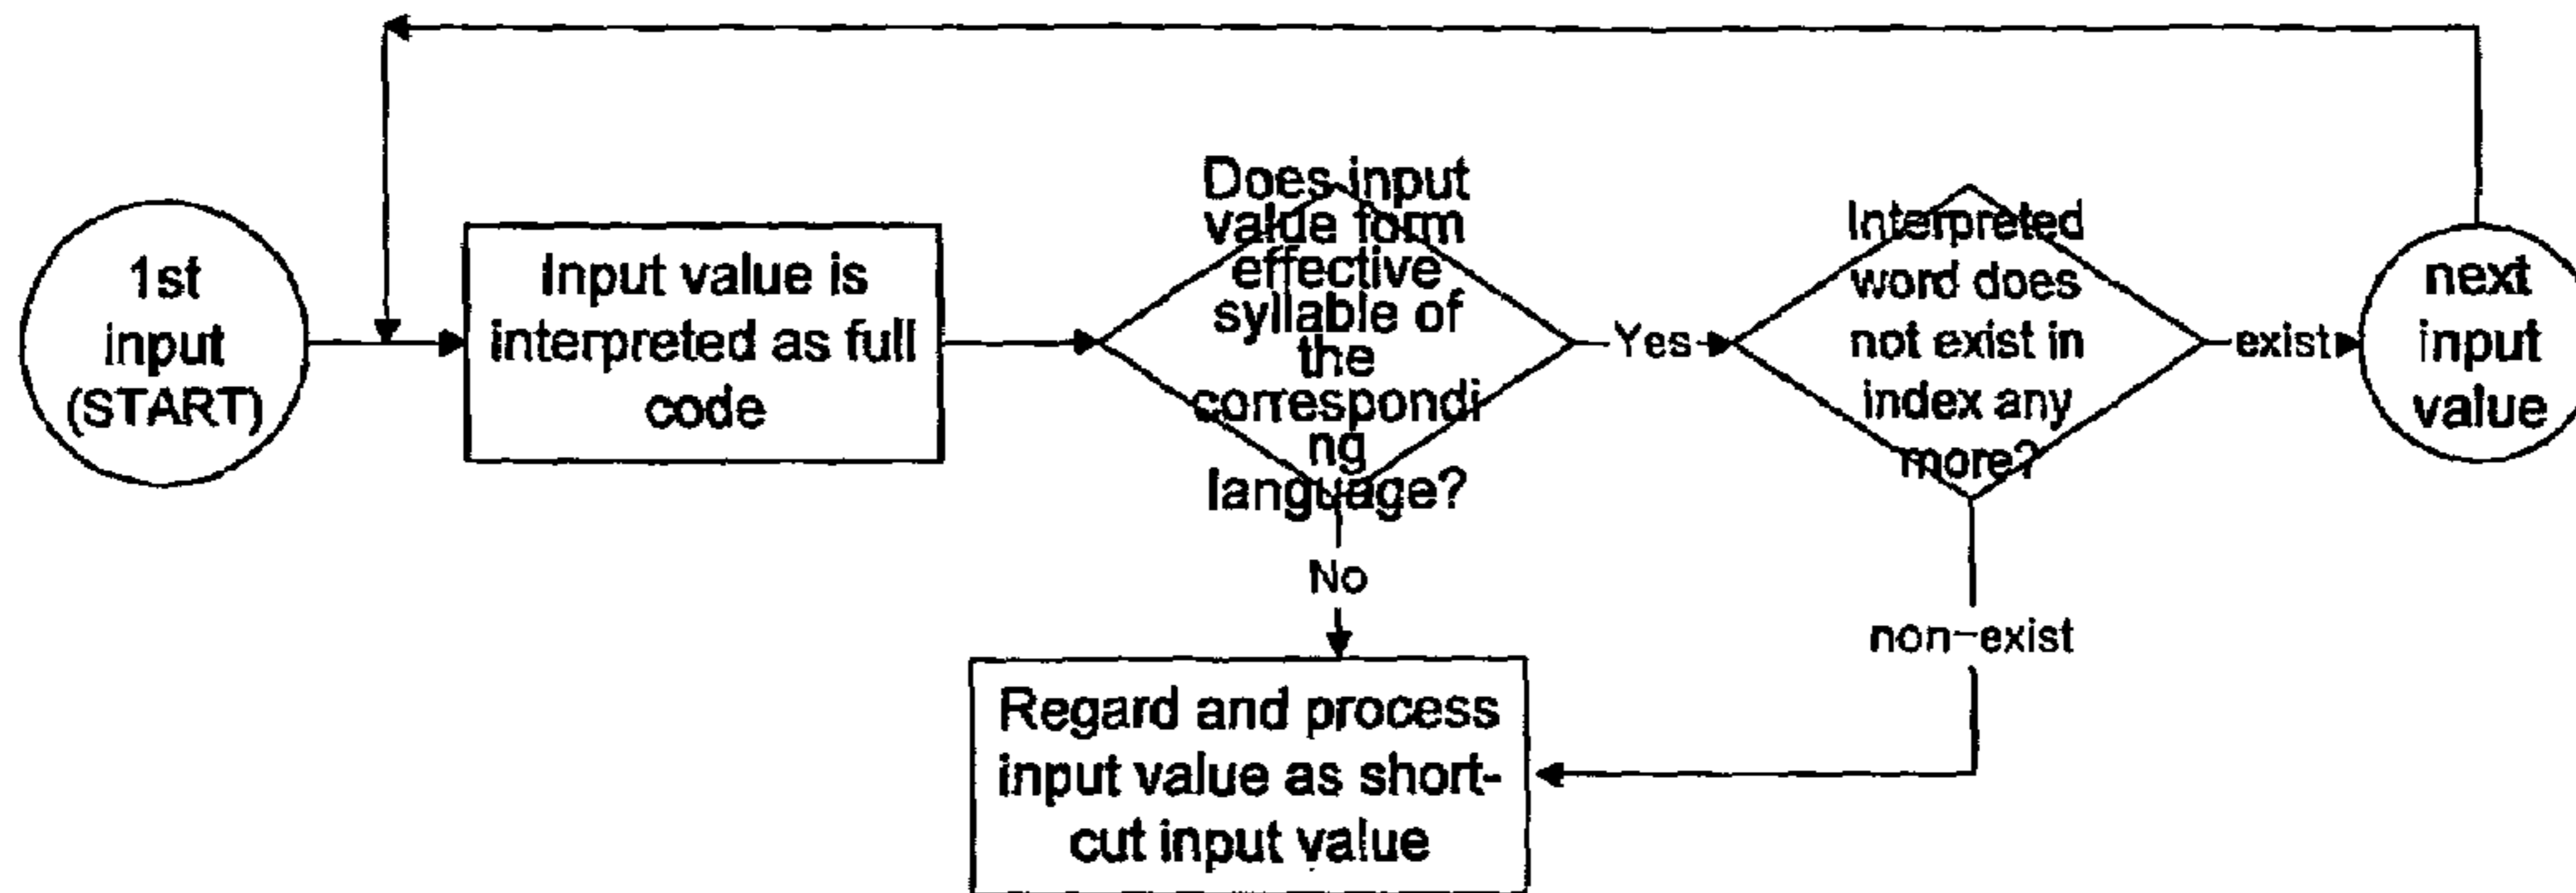 1st
input
(START)
Input value is
interpreted as full
code
Does input
value form
effective
syllable of
the
correspondi
ng
language?
Yes
Interpreted
word does
not exist in
index any
more?
exist
next
input
value
No
non-exist
Regard and process
input value as short-
cut input value